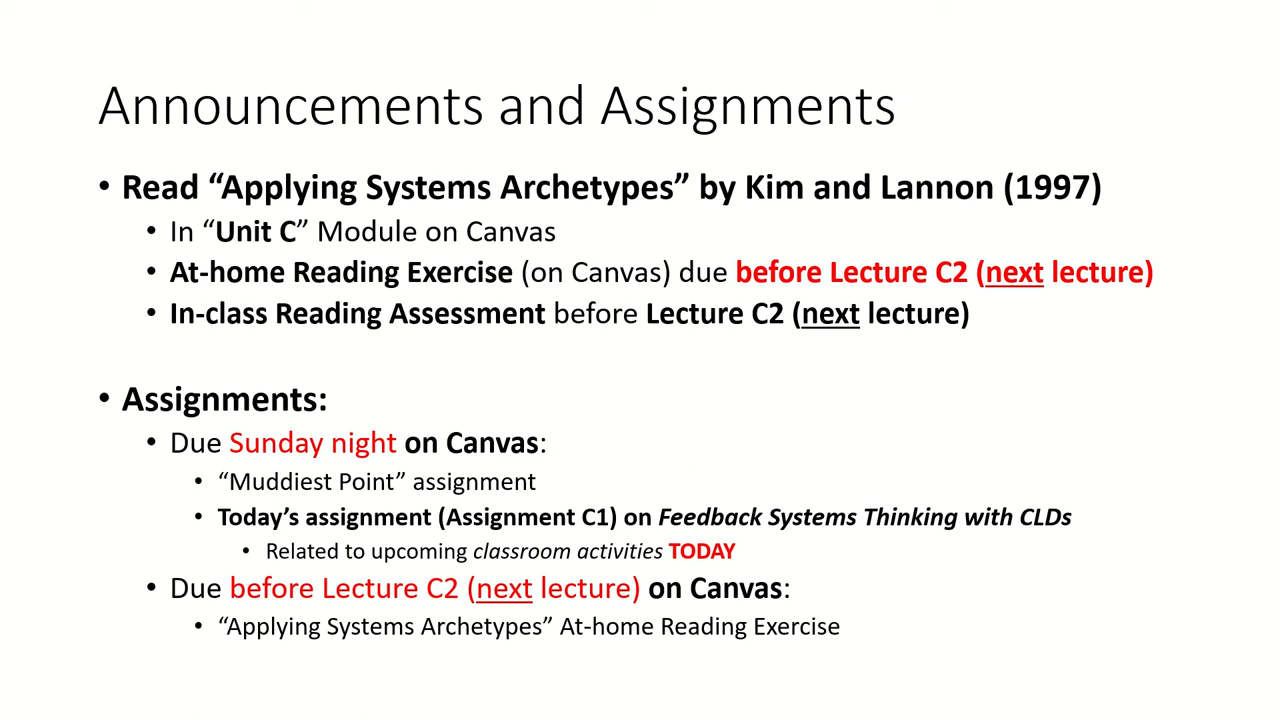 Announcements and Assignments
• Read “Applying Systems Archetypes” by Kim and Lannon (1997)
• In “Unit C” Module on Canvas
• At-home Reading Exercise (on Canvas) due before Lecture C2 (next lecture)
• In-class Reading Assessment before Lecture C2 (next lecture)
• Assignments:
• Due Sunday night on Canvas:
• “Muddiest Point” assignment
• Today’s assignment (Assignment C1) on Feedback Systems Thinking with CLDs
• Related to upcoming classroom activities TODAY
• Due before Lecture C2 (next lecture) on Canvas:
• “Applying Systems Archetypes” At-home Reading Exercise